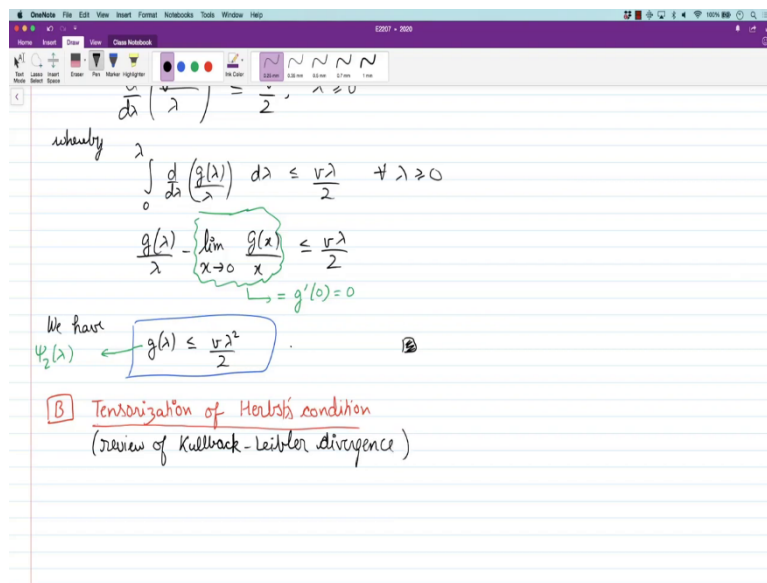 OneNote File Edit View Insert Format Notebooks Tools Window Help
100%
E2207 • 2020
Home Insert Draw View Class Notebook
Text Mode Lasso Select Insert Space Eraser Pen Marker Highlighter Ink Color 0.25 mm 0.35 mm 0.5 mm 0.7 mm 1 mm
whereby
∫₀^λ d/dλ (g(λ)/λ) dλ ≤ vλ/2 ∀ λ ≥ 0
g(λ)/λ - lim x→0 g(x)/x ≤ vλ/2
↳ = g'(0) = 0
We have
ψ₂(λ) ← g(λ) ≤ vλ²/2 .
B Tensorization of Herbst's condition
(review of Kullback-Leibler divergence)